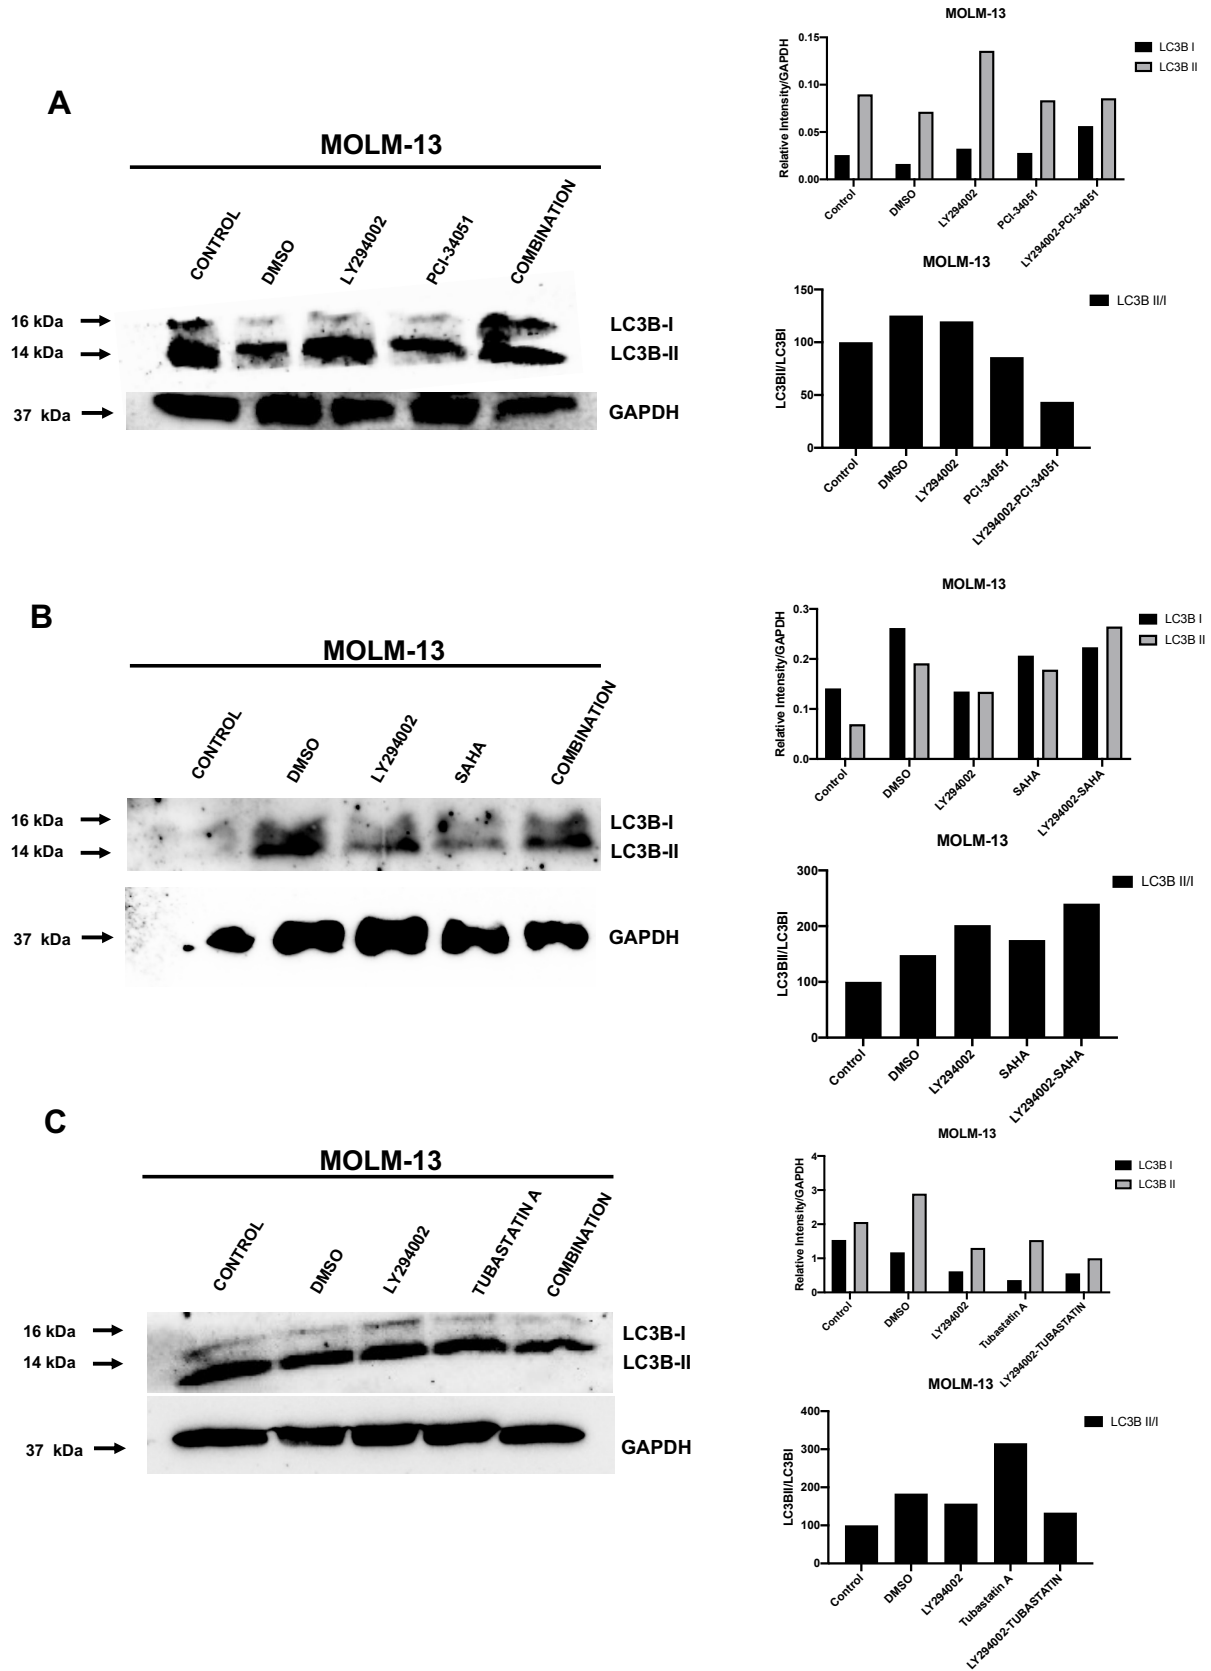 A
MOLM-13
CONTROL
DMSO
LY294002
PCI-34051
COMBINATION
16 kDa
LC3B-I
14 kDa
LC3B-II
37 kDa
GAPDH
MOLM-13
Relative Intensity/GAPDH
0.15
0.10
0.05
0.00
Control
DMSO
LY294002
PCI-34051
LY294002-PCI-34051
LC3B I
LC3B II
MOLM-13
LC3BII/LC3BI
150
100
50
0
Control
DMSO
LY294002
PCI-34051
LY294002-PCI-34051
LC3B II/I
B
MOLM-13
CONTROL
DMSO
LY294002
SAHA
COMBINATION
16 kDa
LC3B-I
14 kDa
LC3B-II
37 kDa
GAPDH
MOLM-13
Relative Intensity/GAPDH
0.3
0.2
0.1
0.0
Control
DMSO
LY294002
SAHA
LY294002-SAHA
LC3B I
LC3B II
MOLM-13
LC3BII/LC3BI
300
200
100
0
Control
DMSO
LY294002
SAHA
LY294002-SAHA
LC3B II/I
C
MOLM-13
CONTROL
DMSO
LY294002
TUBASTATIN A
COMBINATION
16 kDa
LC3B-I
14 kDa
LC3B-II
37 kDa
GAPDH
MOLM-13
Relative Intensity/GAPDH
4
3
2
1
0
Control
DMSO
LY294002
Tubastatin A
LY294002-TUBASTATIN
LC3B I
LC3B II
MOLM-13
LC3BII/LC3BI
400
300
200
100
0
Control
DMSO
LY294002
Tubastatin A
LY294002-TUBASTATIN
LC3B II/I